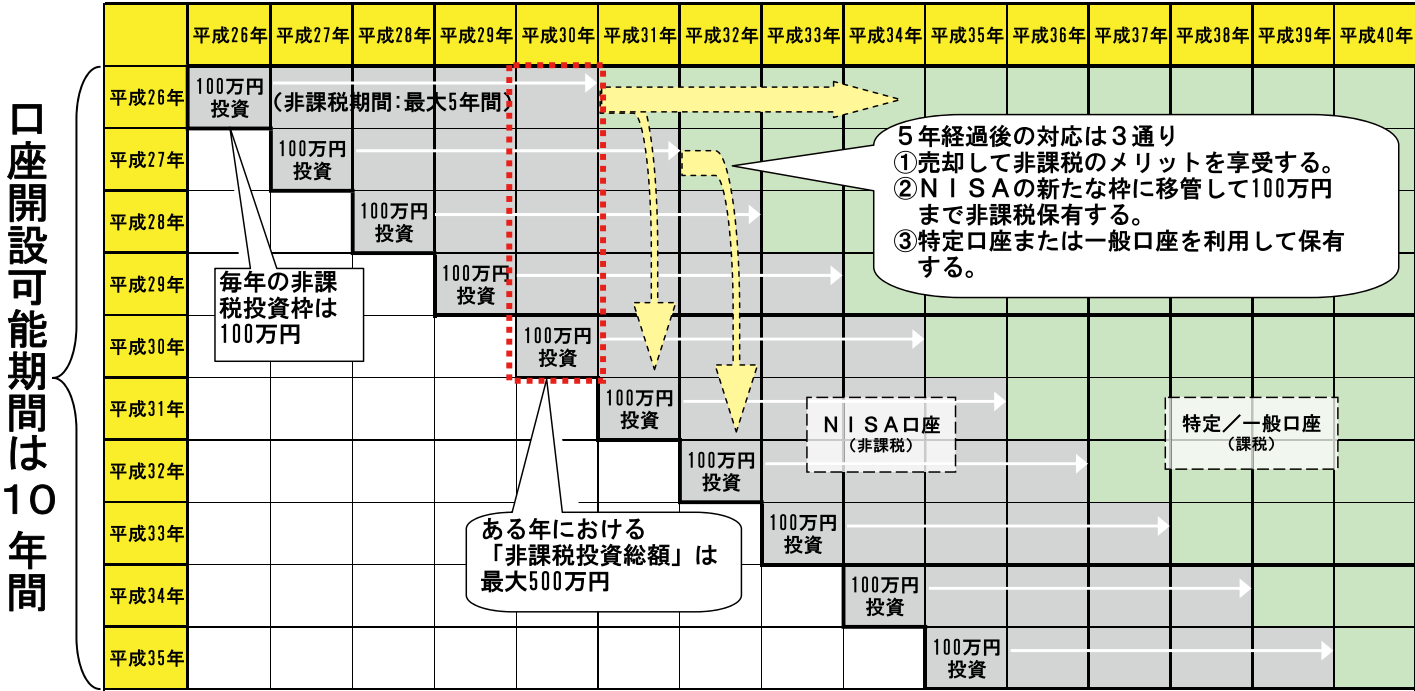 平成26年 平成27年 平成28年 平成29年 平成30年 平成31年 平成32年 平成33年 平成34年 平成35年 平成36年 平成37年 平成38年 平成39年 平成40年
口座開設可能期間は10年間
平成26年
100万円
投資
(非課税期間:最大5年間)
平成27年
100万円
投資
平成28年
100万円
投資
平成29年
100万円
投資
平成30年
100万円
投資
平成31年
100万円
投資
平成32年
100万円
投資
平成33年
100万円
投資
平成34年
100万円
投資
平成35年
100万円
投資
毎年の非課
税投資枠は
100万円
5年経過後の対応は3通り
①売却して非課税のメリットを享受する。
②NISAの新たな枠に移管して100万円
まで非課税保有する。
③特定口座または一般口座を利用して保有
する。
NISA口座
(非課税)
特定/一般口座
(課税)
ある年における
「非課税投資総額」は
最大500万円